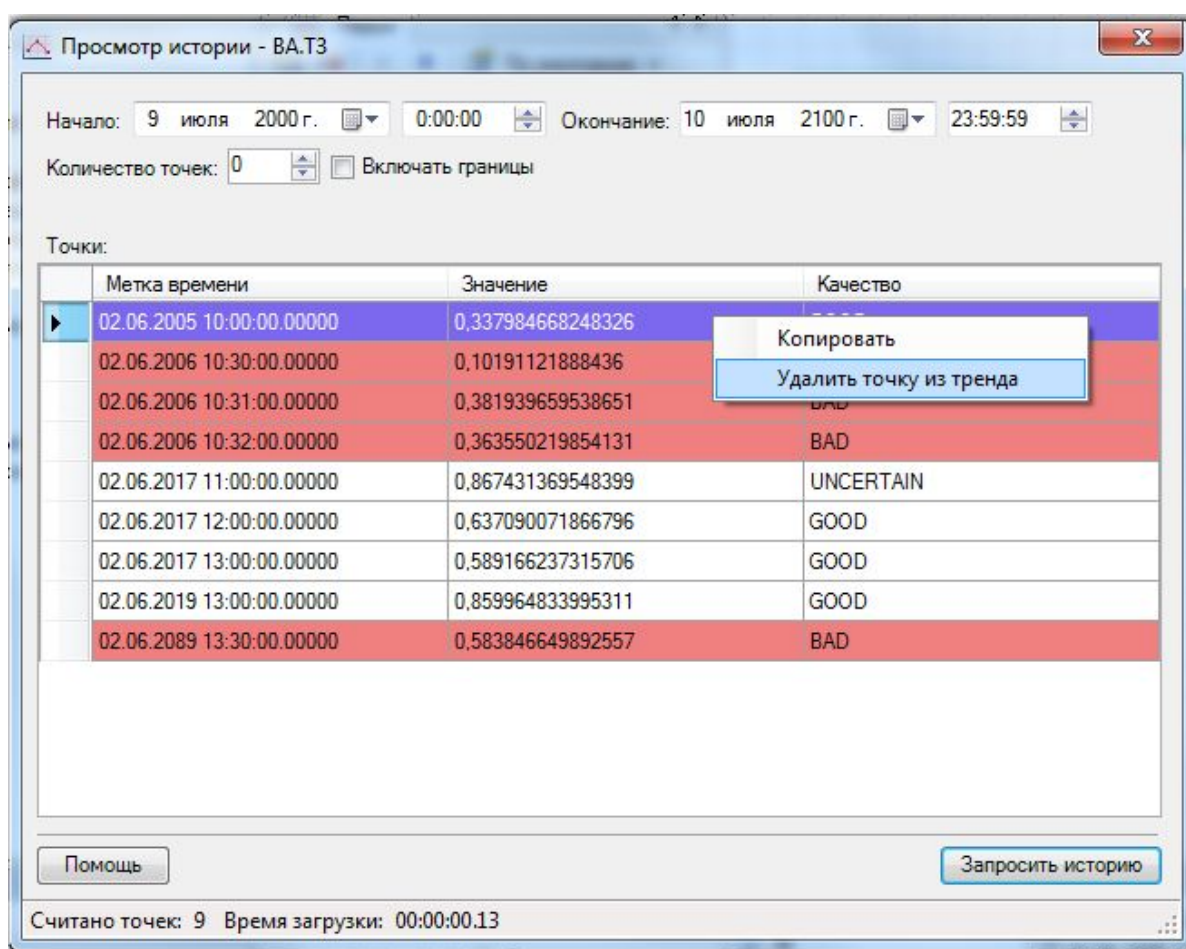 Просмотр истории - ВА.Т3
Начало: 9 июля 2000 г. 0:00:00 Окончание: 10 июля 2100 г. 23:59:59
Количество точек: 0 Включать границы
Точки:
Метка времени Значение Качество
02.06.2005 10:00:00.00000 0,337984668248326
Копировать
02.06.2006 10:30:00.00000 0,10191121888436
Удалить точку из тренда
02.06.2006 10:31:00.00000 0,381939659538651 BAD
02.06.2006 10:32:00.00000 0,363550219854131 BAD
02.06.2017 11:00:00.00000 0,867431369548399 UNCERTAIN
02.06.2017 12:00:00.00000 0,637090071866796 GOOD
02.06.2017 13:00:00.00000 0,589166237315706 GOOD
02.06.2019 13:00:00.00000 0,859964833995311 GOOD
02.06.2089 13:30:00.00000 0,583846649892557 BAD
Помощь Запросить историю
Считано точек: 9 Время загрузки: 00:00:00.13